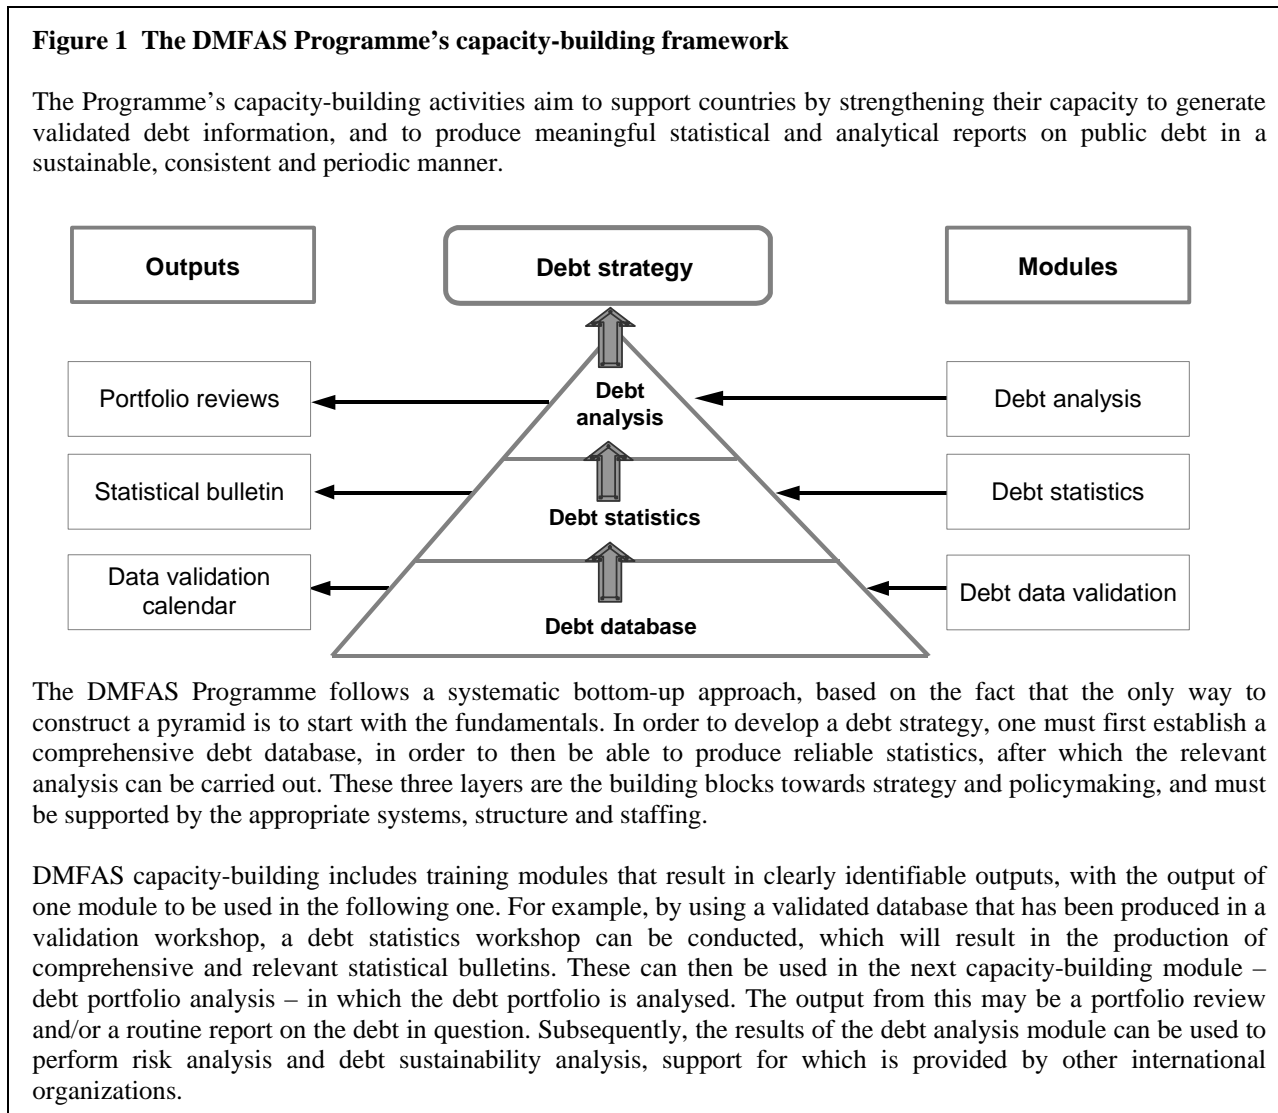 Figure 1  The DMFAS Programme's capacity-building framework
The Programme's capacity-building activities aim to support countries by strengthening their capacity to generate
validated debt information, and to produce meaningful statistical and analytical reports on public debt in a
sustainable, consistent and periodic manner.
Outputs
Debt strategy
Modules
Portfolio reviews
Debt
analysis
Debt analysis
Statistical bulletin
Debt statistics
Debt statistics
Data validation
calendar
Debt database
Debt data validation
The DMFAS Programme follows a systematic bottom-up approach, based on the fact that the only way to
construct a pyramid is to start with the fundamentals. In order to develop a debt strategy, one must first establish a
comprehensive debt database, in order to then be able to produce reliable statistics, after which the relevant
analysis can be carried out. These three layers are the building blocks towards strategy and policymaking, and must
be supported by the appropriate systems, structure and staffing.
DMFAS capacity-building includes training modules that result in clearly identifiable outputs, with the output of
one module to be used in the following one. For example, by using a validated database that has been produced in a
validation workshop, a debt statistics workshop can be conducted, which will result in the production of
comprehensive and relevant statistical bulletins. These can then be used in the next capacity-building module –
debt portfolio analysis – in which the debt portfolio is analysed. The output from this may be a portfolio review
and/or a routine report on the debt in question. Subsequently, the results of the debt analysis module can be used to
perform risk analysis and debt sustainability analysis, support for which is provided by other international
organizations.